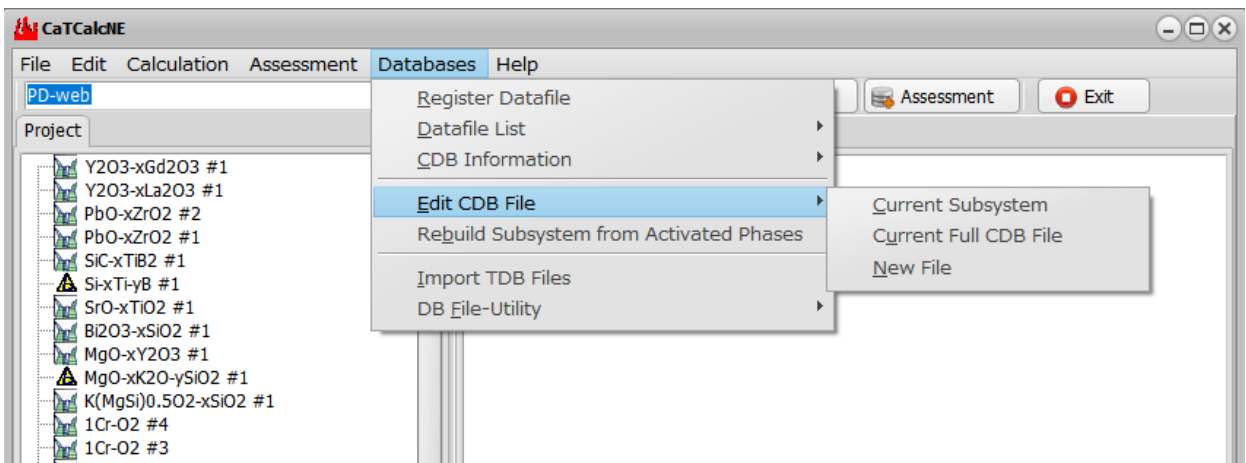 CaTCalcNE
File Edit Calculation Assessment Databases Help
PD-web
Assessment
Exit
Project
Register Datafile
Datafile List
CDB Information
Edit CDB File
Rebuild Subsystem from Activated Phases
Import TDB Files
DB File-Utility
Current Subsystem
Current Full CDB File
New File
Y2O3-xGd2O3 #1
Y2O3-xLa2O3 #1
PbO-xZrO2 #2
PbO-xZrO2 #1
SiC-xTiB2 #1
Si-xTi-yB #1
SrO-xTiO2 #1
Bi2O3-xSiO2 #1
MgO-xY2O3 #1
MgO-xK2O-ySiO2 #1
K(MgSi)0.5O2-xSiO2 #1
1Cr-O2 #4
1Cr-O2 #3